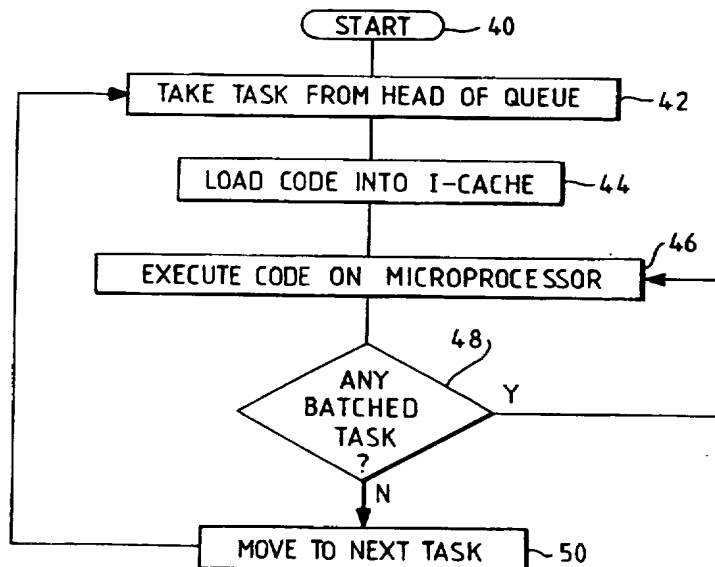 START 40
TAKE TASK FROM HEAD OF QUEUE 42
LOAD CODE INTO I-CACHE 44
46
EXECUTE CODE ON MICROPROCESSOR
48
ANY
BATCHED
TASK
?
Y
N
MOVE TO NEXT TASK 50